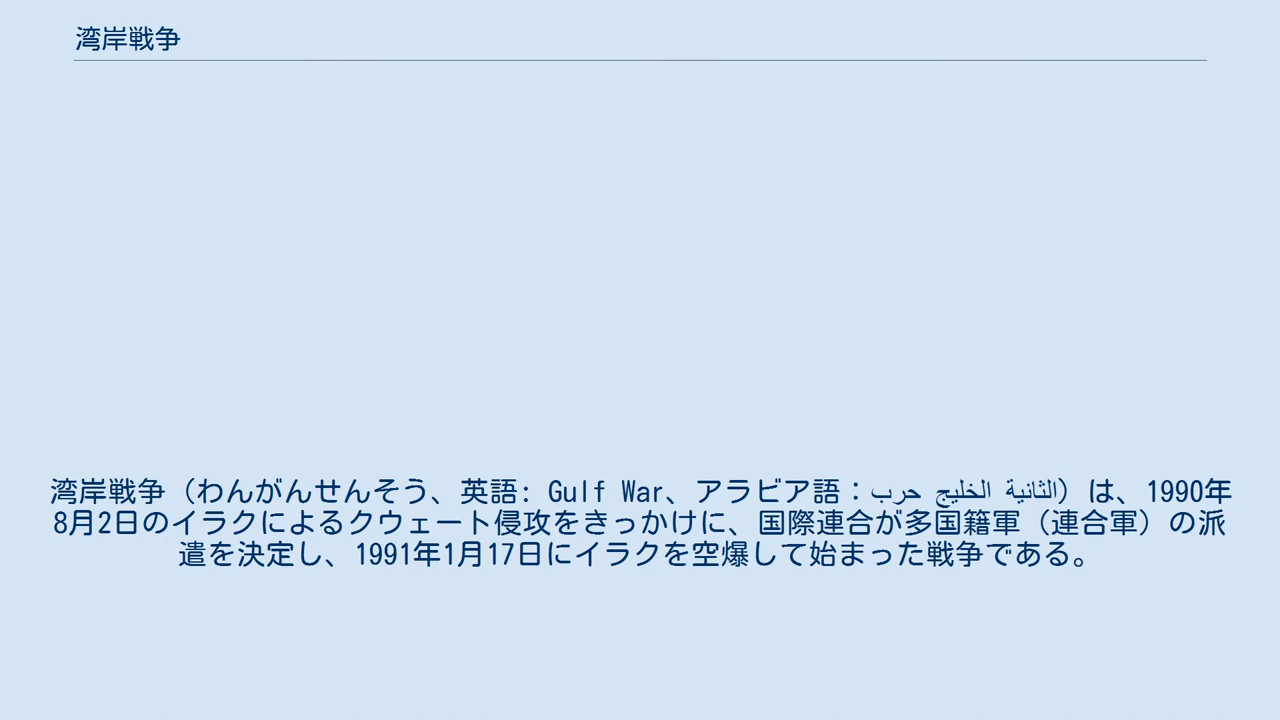 湾岸戦争
湾岸戦争（わんがんせんそう、英語: Gulf War、アラビア語：حرب الخليج الثانية）は、1990年
8月2日のイラクによるクウェート侵攻をきっかけに、国際連合が多国籍軍（連合軍）の派
遣を決定し、1991年1月17日にイラクを空爆して始まった戦争である。